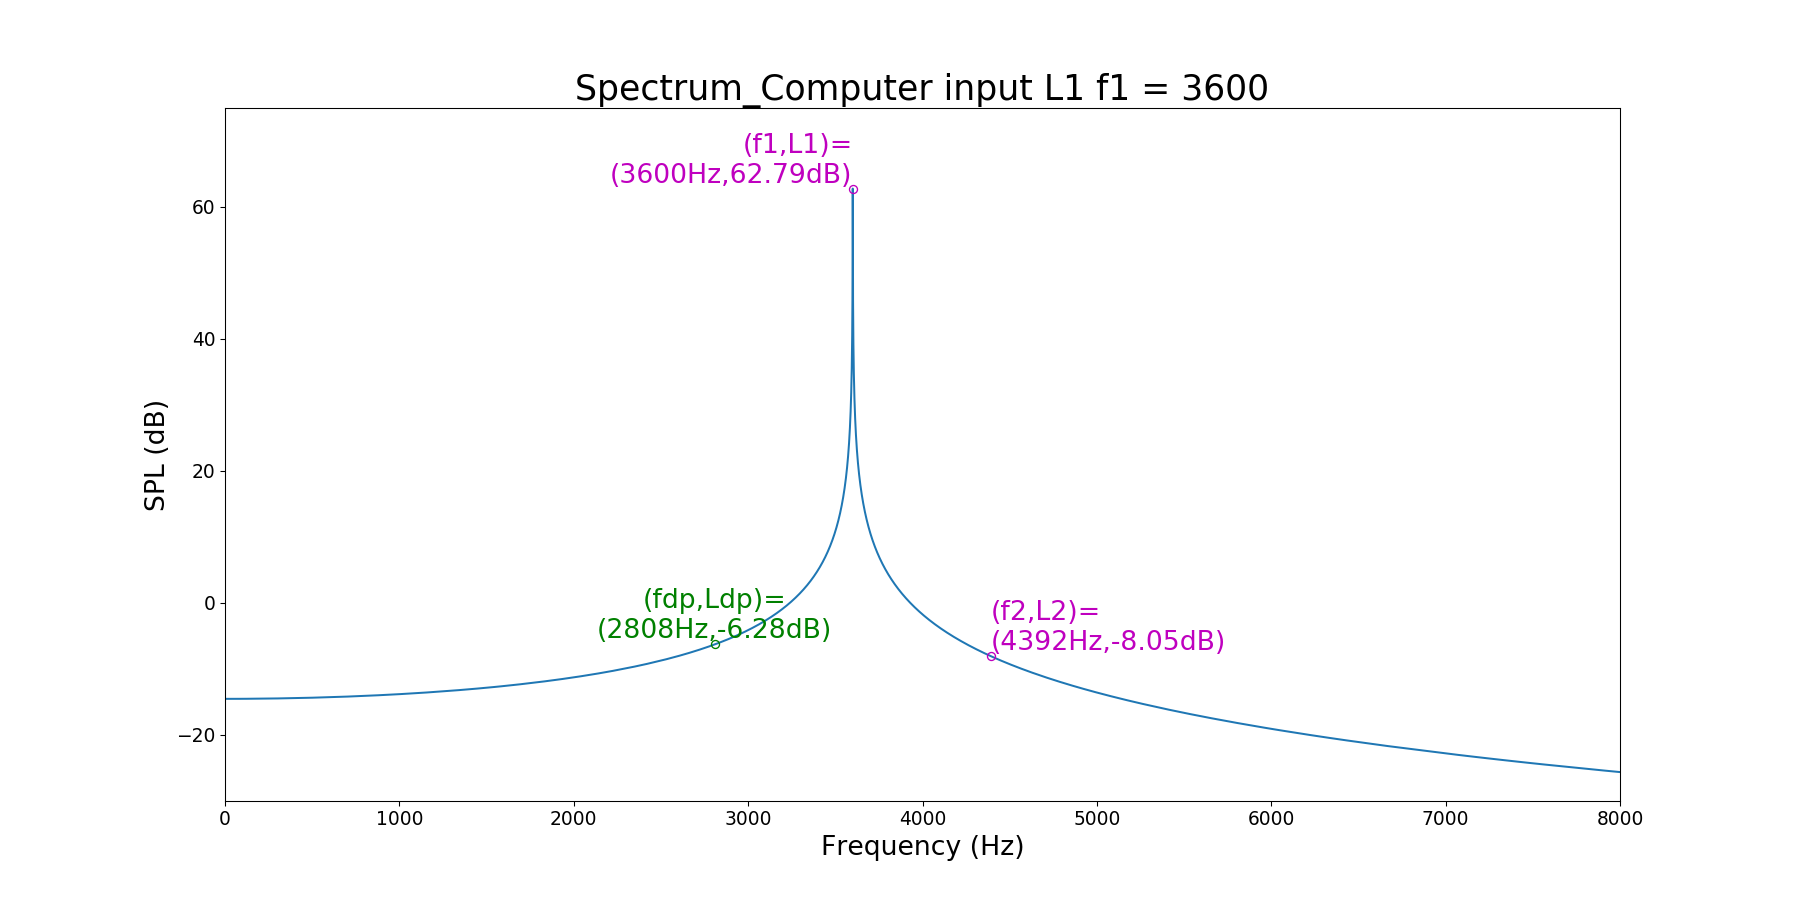 Spectrum_Computer input L1 f1 = 3600
(f1,L1)=
(3600Hz,62.79dB)
60
40
20
0
−20
SPL (dB)
(fdp,Ldp)=
(2808Hz,-6.28dB)
(f2,L2)=
(4392Hz,-8.05dB)
0 1000 2000 3000 4000 5000 6000 7000 8000
Frequency (Hz)